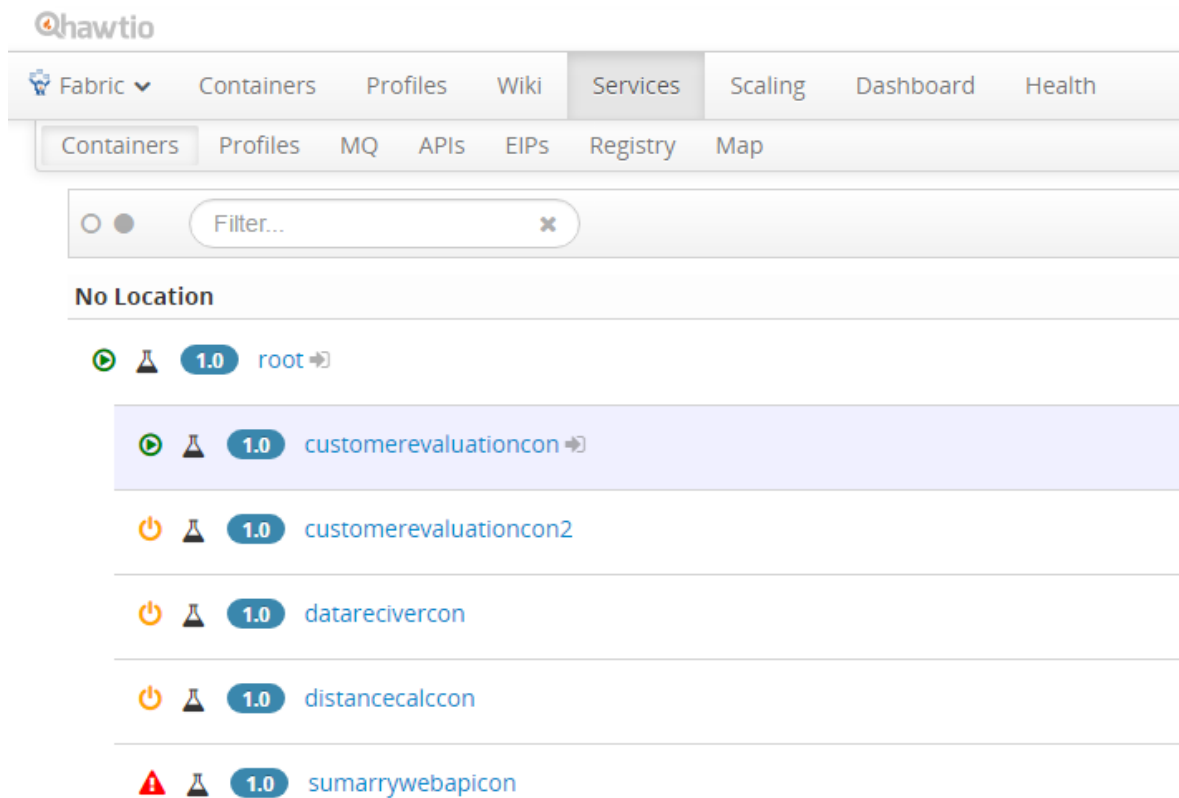 hawtio
Fabric Containers Profiles Wiki Services Scaling Dashboard Health
Containers Profiles MQ APIs EIPs Registry Map
Filter...
No Location
1.0 root
1.0 customerevaluationcon
1.0 customerevaluationcon2
1.0 datarecivercon
1.0 distancecalccon
1.0 sumarrywebapicon